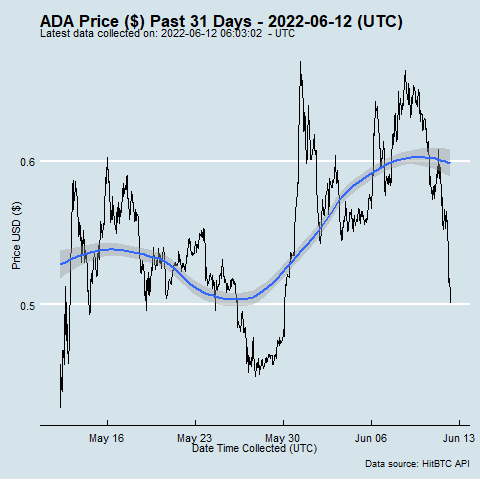 ADA Price ($) Past 31 Days - 2022-06-12 (UTC)
Latest data collected on: 2022-06-12 06:03:02 - UTC
Price USD ($)
0.6
0.5
May 16
May 23
May 30
Jun 06
Jun 13
Date Time Collected (UTC)
Data source: HitBTC API